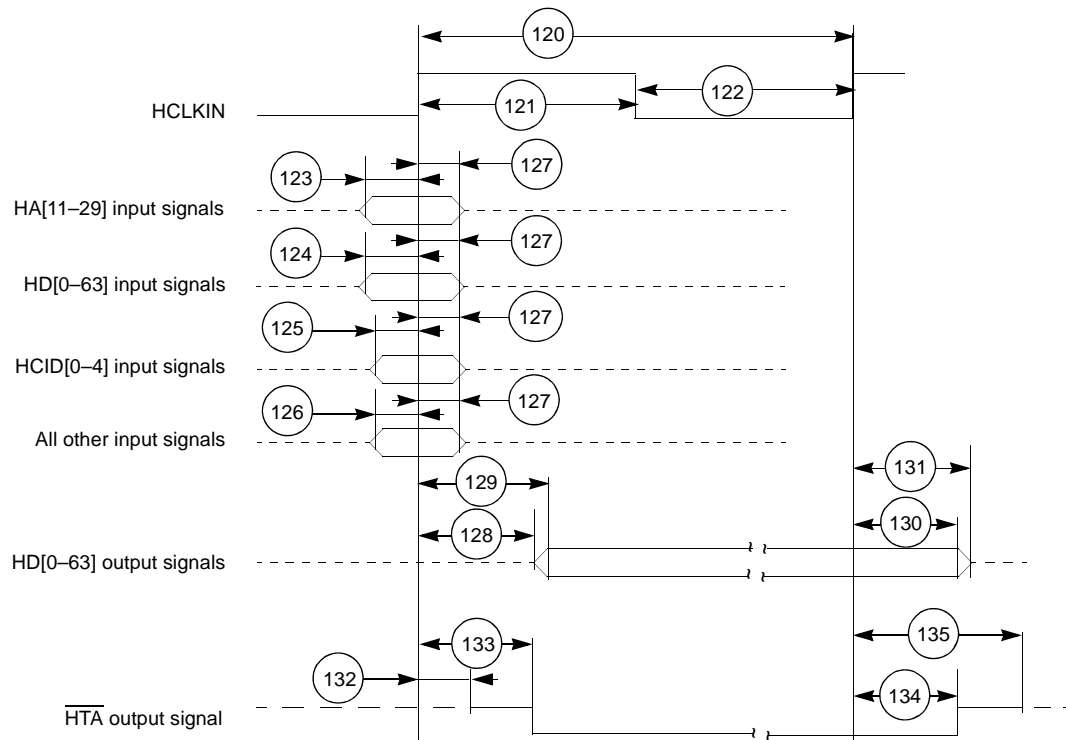 120
122
121
HCLKIN
127
123
HA[11–29] input signals
127
124
HD[0–63] input signals
127
125
HCID[0–4] input signals
127
126
All other input signals
131
129
130
128
HD[0–63] output signals
135
133
132
134
HTA output signal